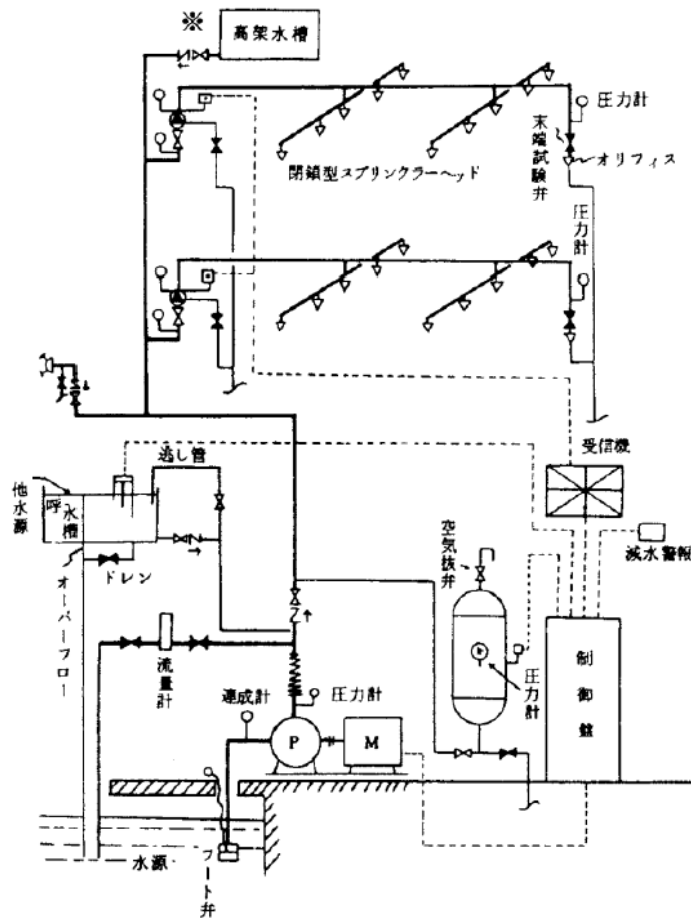 ※
高架水槽
圧力計
末端試験弁
オリフィス
閉鎖型スプリンクラーヘッド
圧力計
受信機
逃し管
他水源
呼水槽
減水警報
空気抜弁
ドレン
オーバーフロー
流量計
連成計
圧力計
圧力計
制御盤
P
M
水源
フート弁